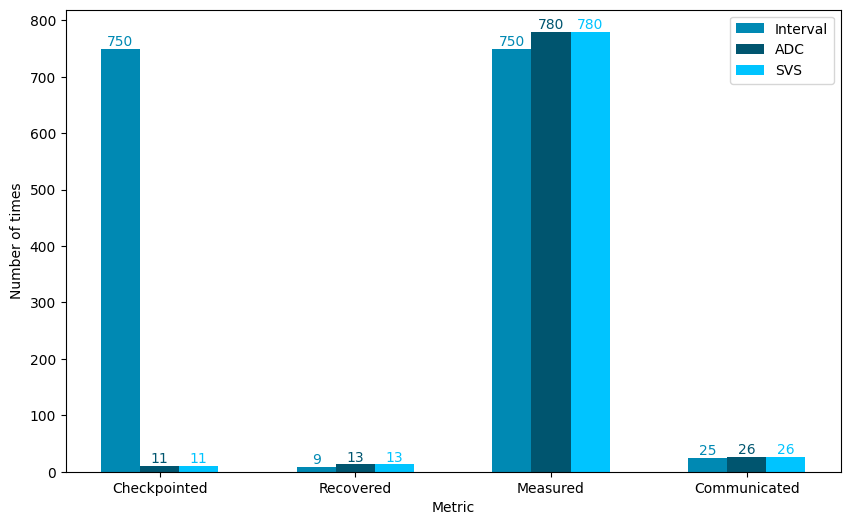 Number of times
800
700
600
500
400
300
200
100
0
750
11
11
9
13
13
750
780
780
25
26
26
Interval
ADC
SVS
Checkpointed
Recovered
Measured
Communicated
Metric